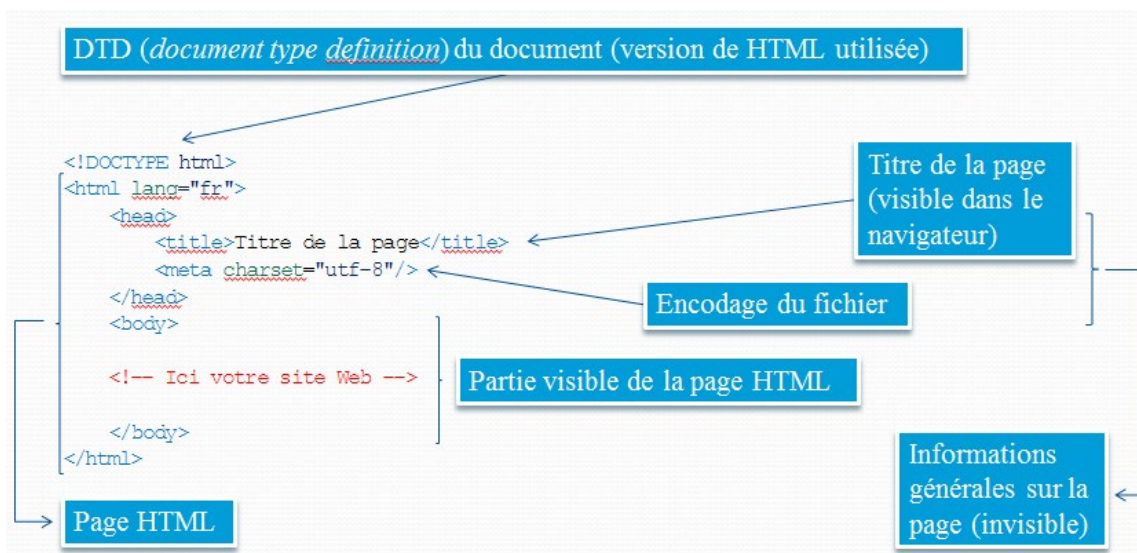 DTD (document type definition) du document (version de HTML utilisée)
<!DOCTYPE html>
<html lang="fr">
<head>
<title>Titre de la page</title>
<meta charset="utf-8"/>
</head>
<body>
<!-- Ici votre site Web -->
</body>
</html>
Titre de la page
(visible dans le
navigateur)
Encodage du fichier
Partie visible de la page HTML
Informations
générales sur la
page (invisible)
Page HTML